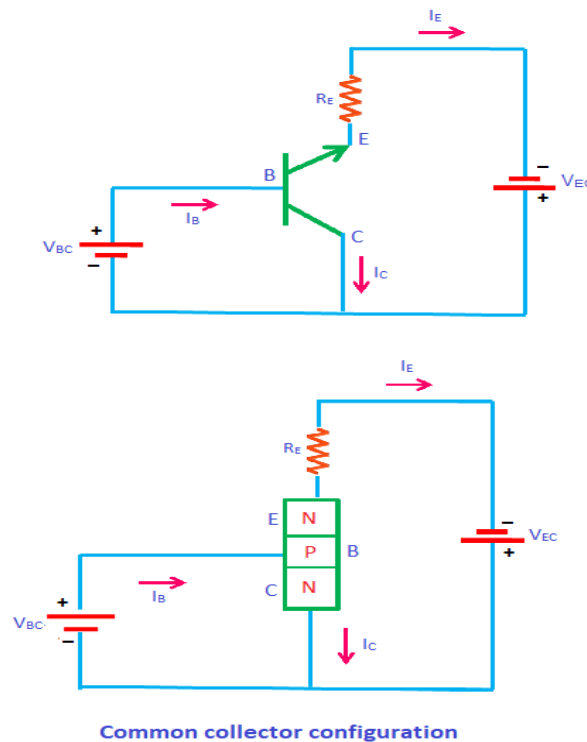 IE
RE
E
B
−
VEC
+
IB
+
VBC
−
C
IC
IE
RE
E
N
−
VEC
+
P
B
IB
C
N
+
VBC.
−
IC
Common collector configuration